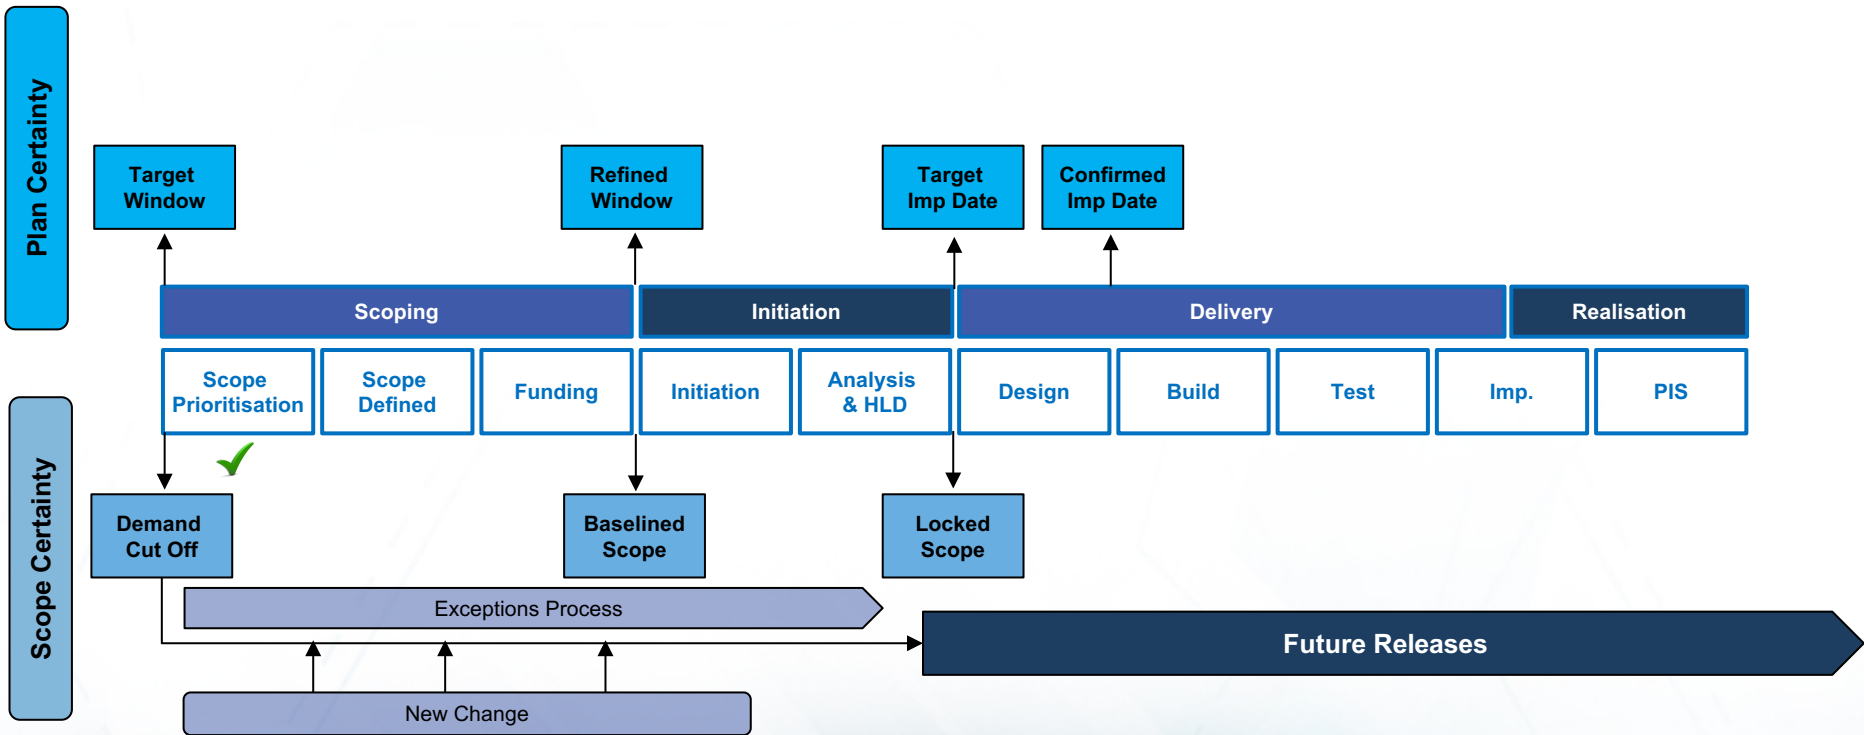 Plan Certainty
Target
Window
Refined
Window
Target
Imp Date
Confirmed
Imp Date
Scoping
Initiation
Delivery
Realisation
Scope
Prioritisation
Scope
Defined
Funding
Initiation
Analysis
& HLD
Design
Build
Test
Imp.
PIS
Scope Certainty
Demand
Cut Off
Baselined
Scope
Locked
Scope
Exceptions Process
Future Releases
New Change